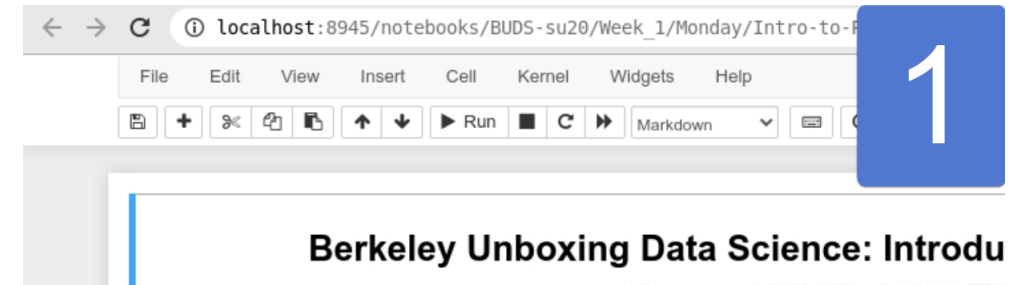 localhost:8945/notebooks/BUDS-su20/Week_1/Monday/Intro-to-
1
File Edit View Insert Cell Kernel Widgets Help
Run Markdown
Berkeley Unboxing Data Science: Introdu